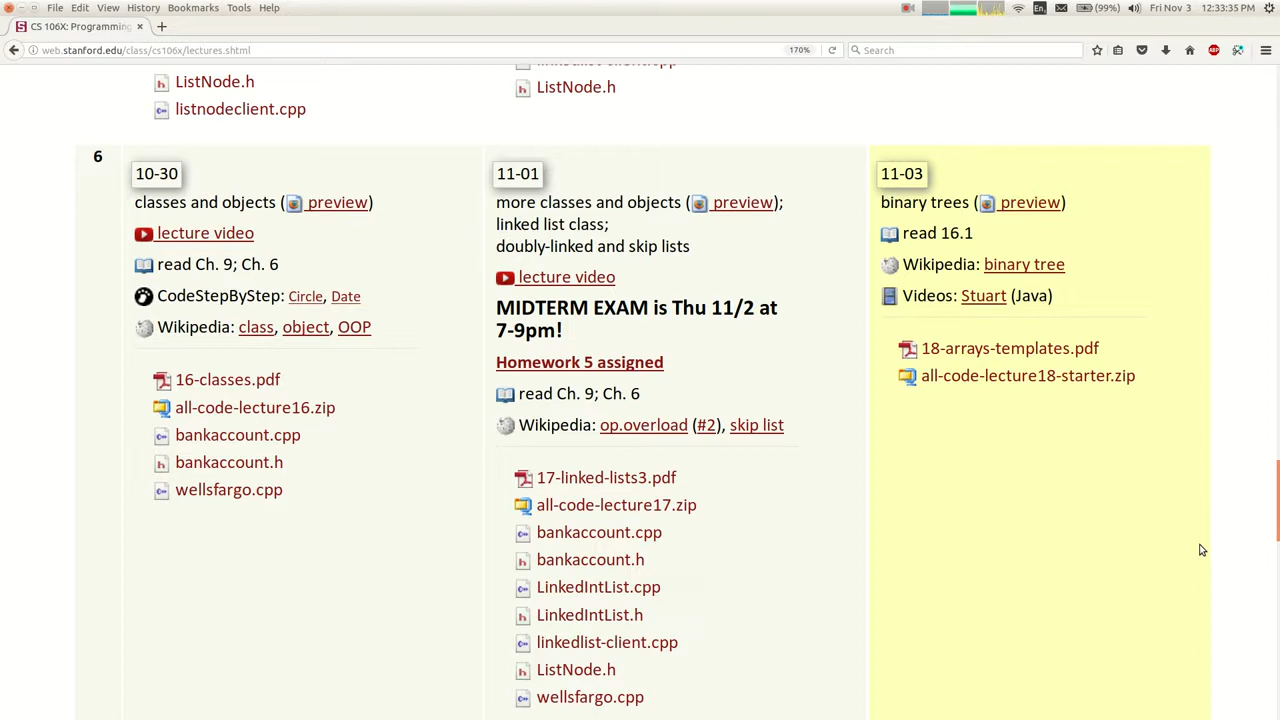 File Edit View History Bookmarks Tools Help
En
(99%)
Fri Nov 3 12:33:35 PM
CS 106X: Programming
web.stanford.edu/class/cs106x/lectures.shtml
170%
Search
ABP
ListNode.h
listnodeclient.cpp
linkedlist-client.cpp
ListNode.h
6
10-30
classes and objects ( preview)
lecture video
read Ch. 9; Ch. 6
CodeStepByStep: Circle, Date
Wikipedia: class, object, OOP
16-classes.pdf
all-code-lecture16.zip
bankaccount.cpp
bankaccount.h
wellsfargo.cpp
11-01
more classes and objects ( preview);
linked list class;
doubly-linked and skip lists
lecture video
MIDTERM EXAM is Thu 11/2 at
7-9pm!
Homework 5 assigned
read Ch. 9; Ch. 6
Wikipedia: op.overload (#2), skip list
17-linked-lists3.pdf
all-code-lecture17.zip
bankaccount.cpp
bankaccount.h
LinkedIntList.cpp
LinkedIntList.h
linkedlist-client.cpp
ListNode.h
wellsfargo.cpp
11-03
binary trees ( preview)
read 16.1
Wikipedia: binary tree
Videos: Stuart (Java)
18-arrays-templates.pdf
all-code-lecture18-starter.zip